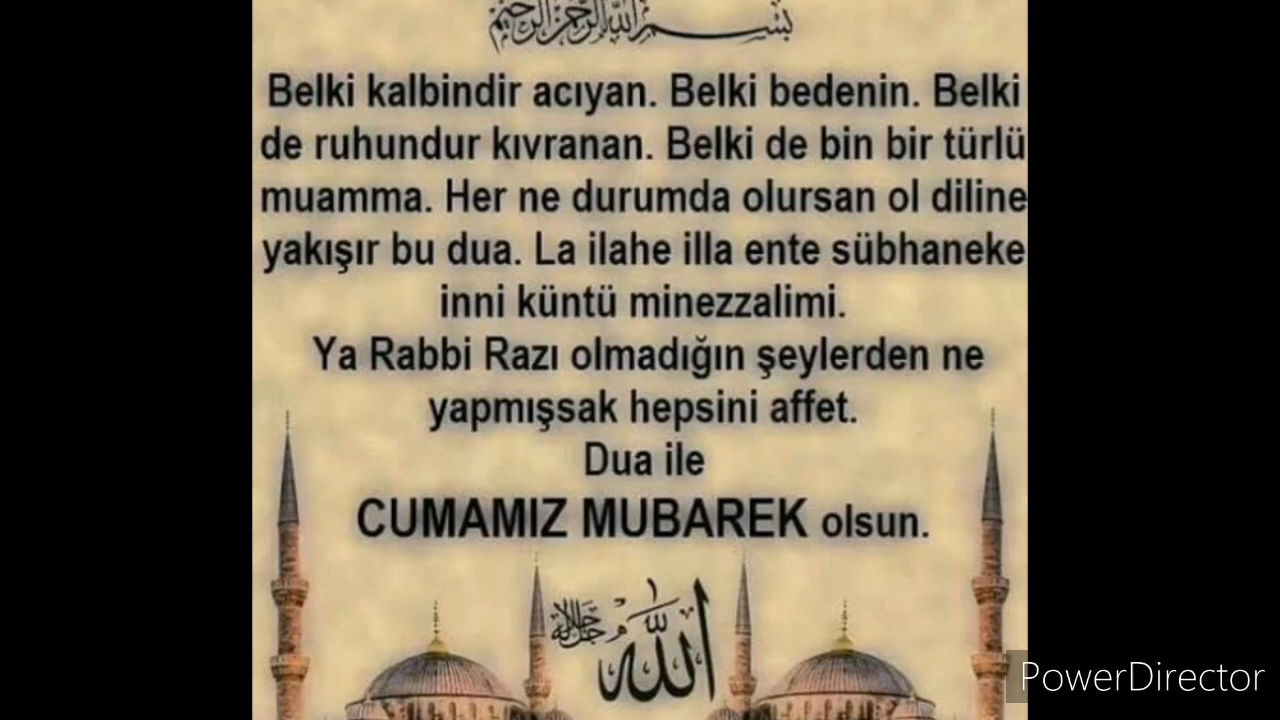 بسم الله الرحمن الرحيم
Belki kalbindir acıyan. Belki bedenin. Belki
de ruhundur kıvranan. Belki de bin bir türlü
muamma. Her ne durumda olursan ol diline
yakışır bu dua. La ilahe illa ente sübhaneke
inni küntü minezzalimi.
Ya Rabbi Razı olmadığın şeylerden ne
yapmışsak hepsini affet.
Dua ile
CUMAMIZ MUBAREK olsun.
الله جل جلاله
PowerDirector